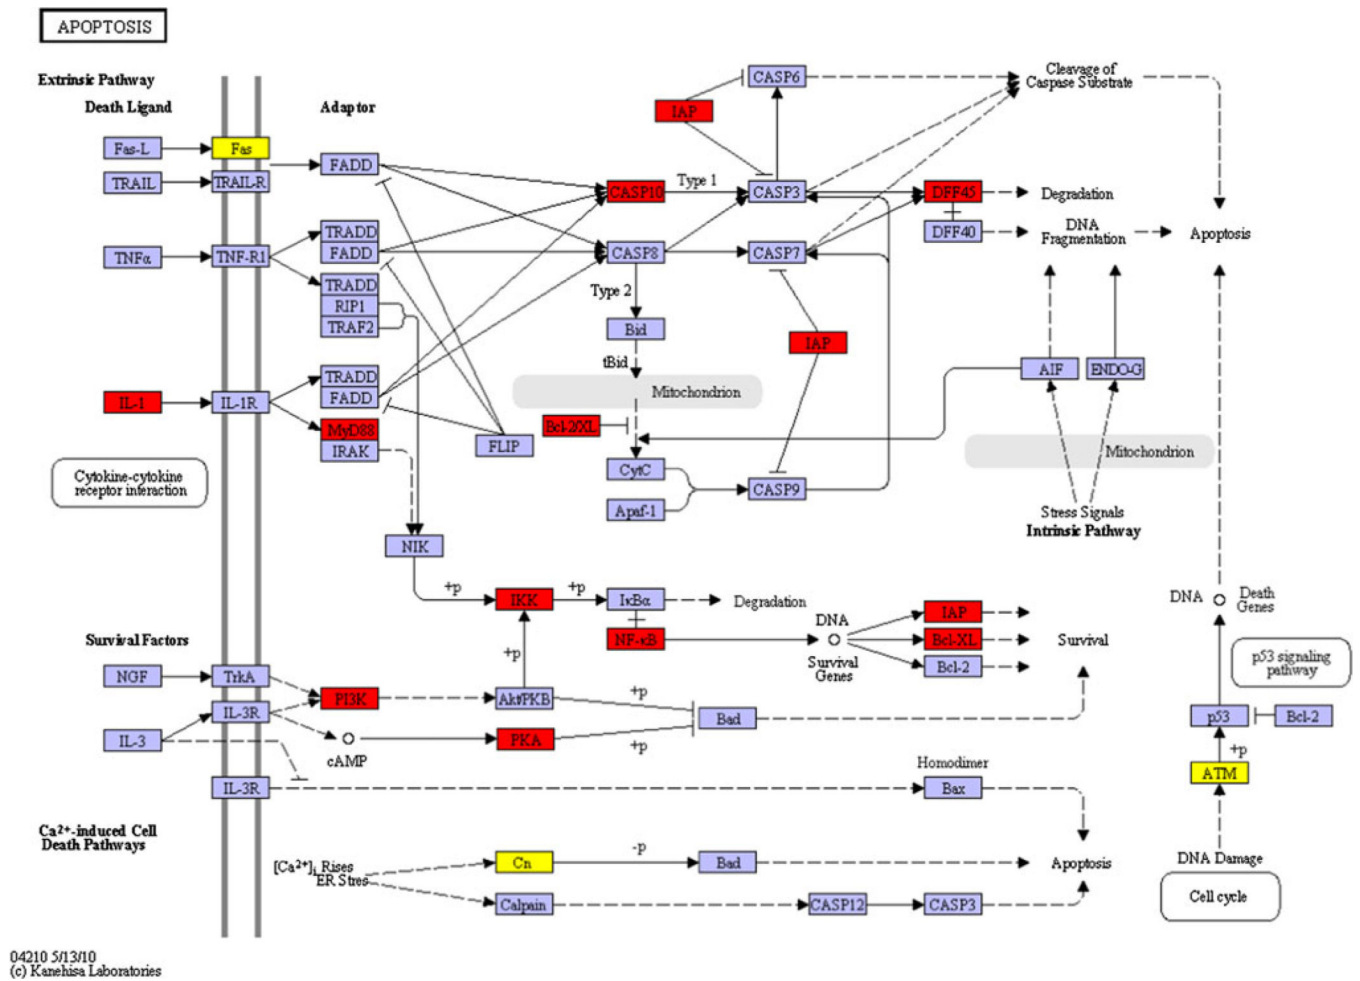 APOPTOSIS
Extrinsic Pathway
Death Ligand
Adaptor
Fas-L
Fas
TRAIL
TRAIL-R
FADD
TNFα
TNF-R1
TRADD
FADD
TRADD
RIP1
TRAF2
IL-1
IL-1R
TRADD
FADD
MyD88
IRAK
FLIP
Cytokine-cytokine
receptor interaction
NIK
IAP
CASP6
Cleavage of
Caspase Substrate
CASP10
Type 1
CASP3
DFF45
Degradation
DFF40
DNA
Fragmentation
Apoptosis
CASP8
CASP7
Type 2
Bid
tBid
IAP
Mitochondrion
Bcl-2/XL
CytC
Apaf-1
CASP9
AIF
ENDO-G
Mitochondrion
Stress Signals
Intrinsic Pathway
+p
IKK
+p
IκBα
Degradation
NF-κB
DNA
Survival
Genes
IAP
Bcl-XL
Bcl-2
Survival
DNA
Death
Genes
p53 signaling
pathway
p53
Bcl-2
+p
ATM
DNA Damage
Cell cycle
Survival Factors
NGF
TrkA
PI3K
+p
Akt/PKB
+p
Bad
IL-3R
IL-3
cAMP
PKA
+p
IL-3R
Homodimer
Bax
Ca2+-induced Cell
Death Pathways
[Ca2+]i Rises
ER Stres
Cn
-p
Bad
Apoptosis
Calpain
CASP12
CASP3
04210 5/13/10
(c) Kanehisa Laboratories